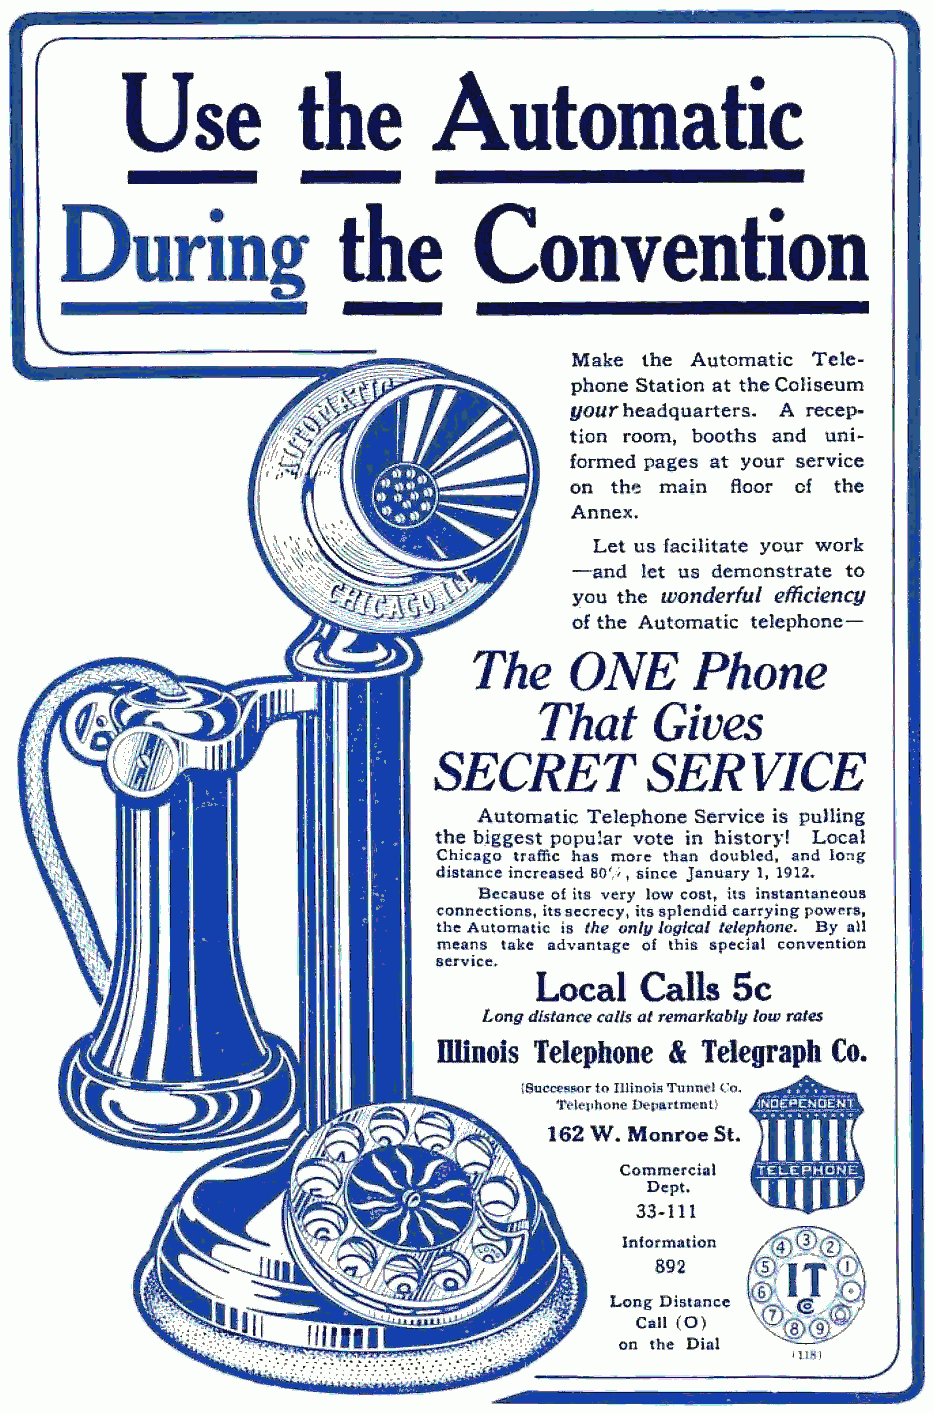 Use the Automatic
During the Convention
AUTOMATIC
CHICAGO, ILL
Make the Automatic Tele-
phone Station at the Coliseum
your headquarters. A recep-
tion room, booths and uni-
formed pages at your service
on the main floor of the
Annex.
Let us facilitate your work
—and let us demonstrate to
you the wonderful efficiency
of the Automatic telephone—
The ONE Phone
That Gives
SECRET SERVICE
Automatic Telephone Service is pulling
the biggest popular vote in history! Local
Chicago traffic has more than doubled, and long
distance increased 80%, since January 1, 1912.
Because of its very low cost, its instantaneous
connections, its secrecy, its splendid carrying powers,
the Automatic is the only logical telephone. By all
means take advantage of this special convention
service.
Local Calls 5c
Long distance calls at remarkably low rates
Illinois Telephone & Telegraph Co.
(Successor to Illinois Tunnel Co.
Telephone Department)
162 W. Monroe St.
INDEPENDENT
TELEPHONE
Commercial
Dept.
33-111
Information
892
Long Distance
Call (O)
on the Dial
4 3 2
5 1
6
7 8 9 0
IT
Co
(118)